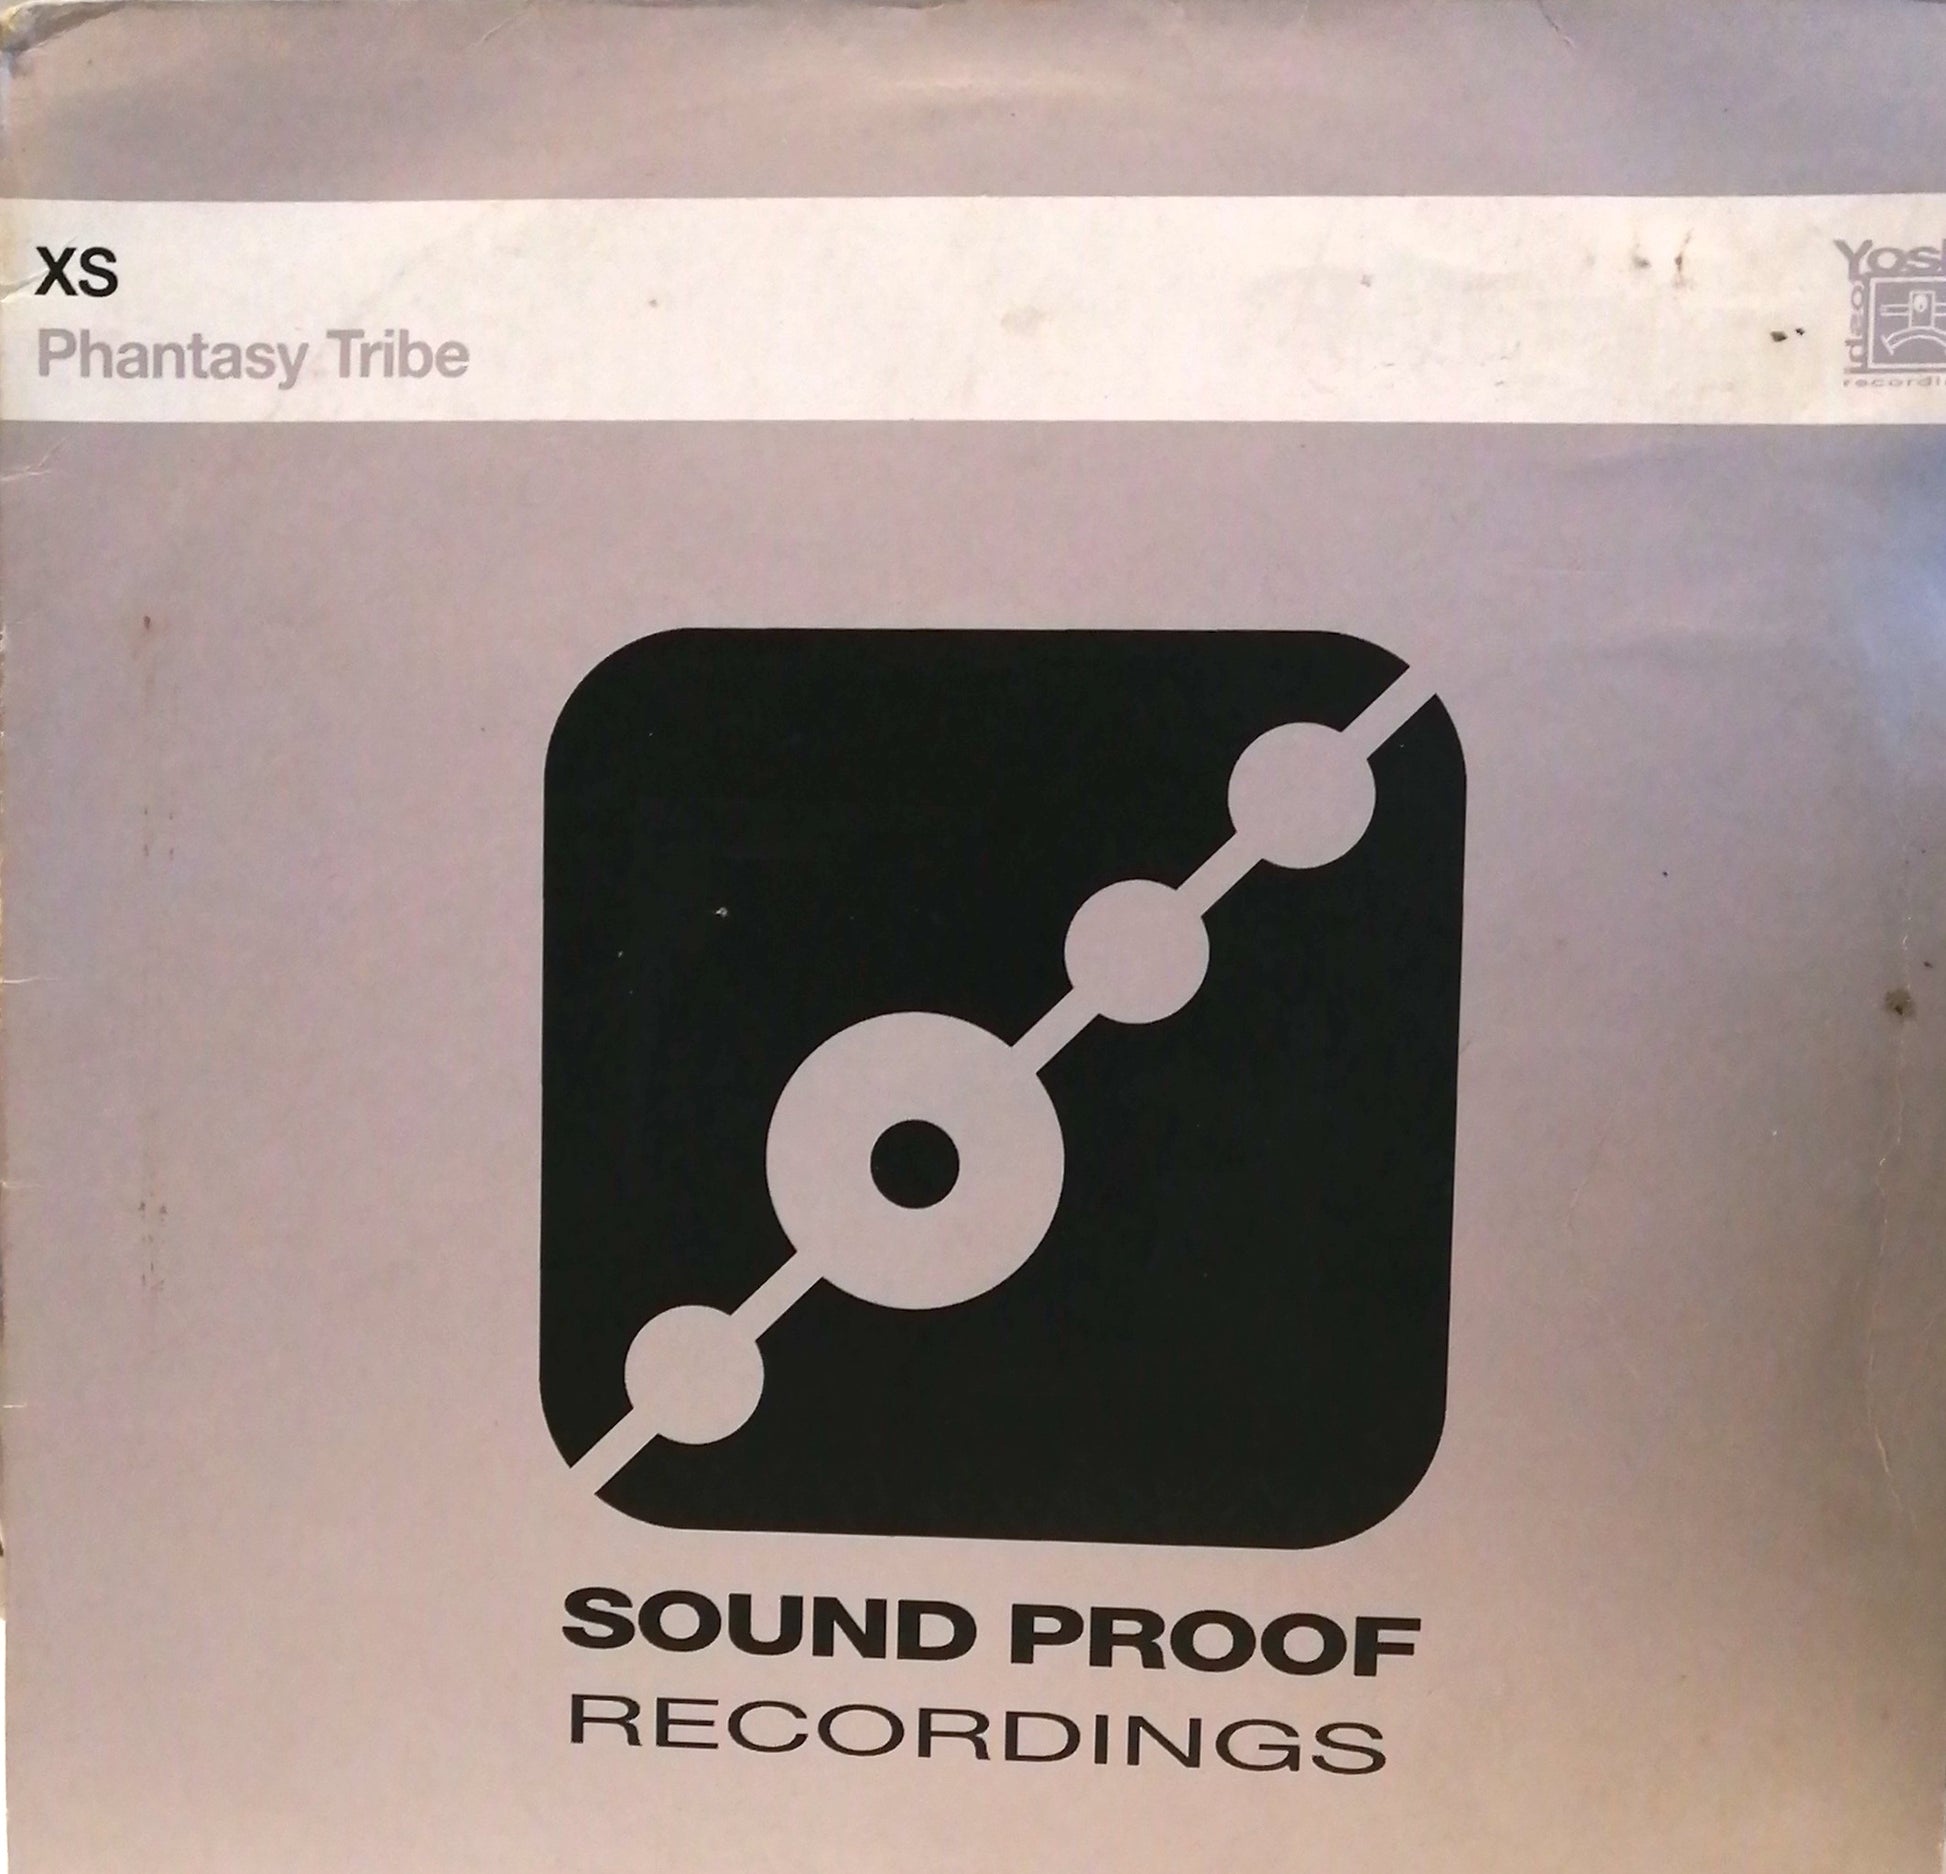 XS
Phantasy Tribe
SOUND PROOF
RECORDINGS